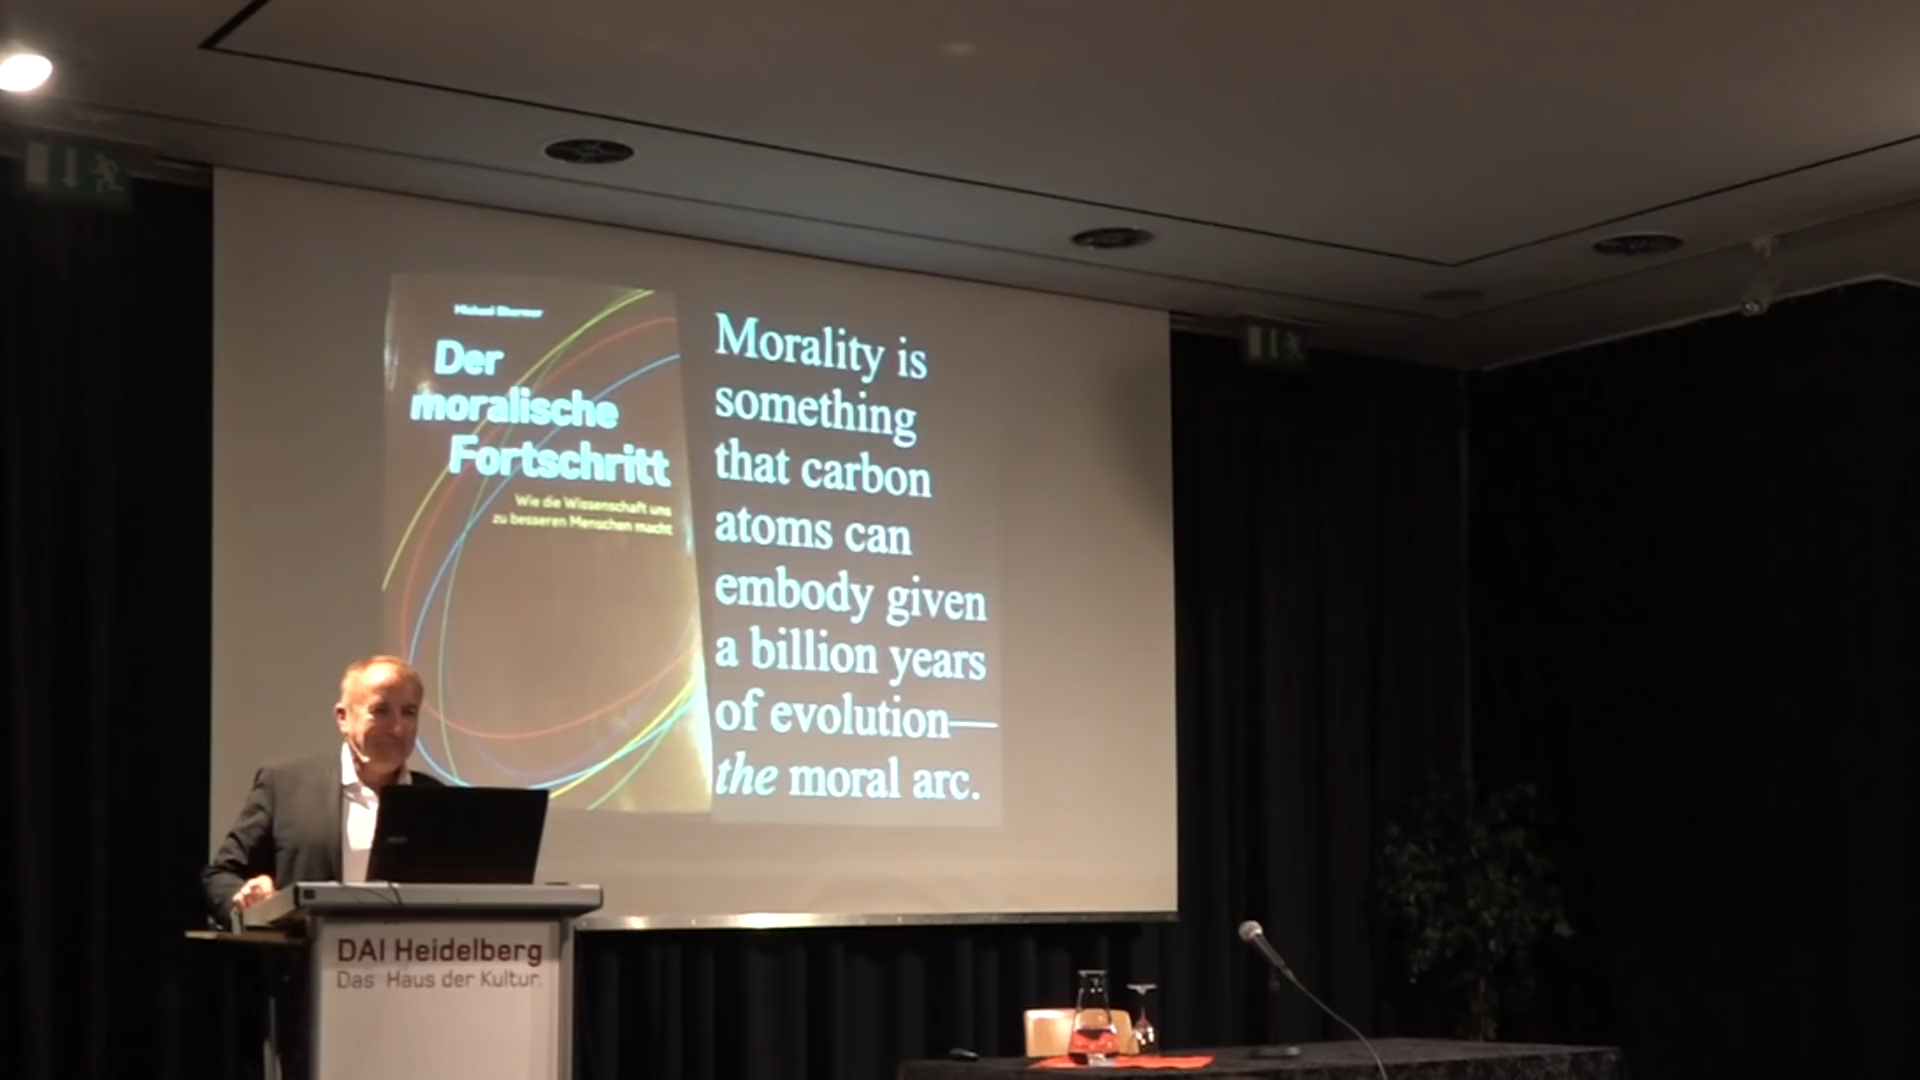 Michael Shermer
Der
moralische
Fortschritt
Wie die Wissenschaft uns
zu besseren Menschen macht
Morality is
something
that carbon
atoms can
embody given
a billion years
of evolution—
the moral arc.
DAI Heidelberg
Das Haus der Kultur.